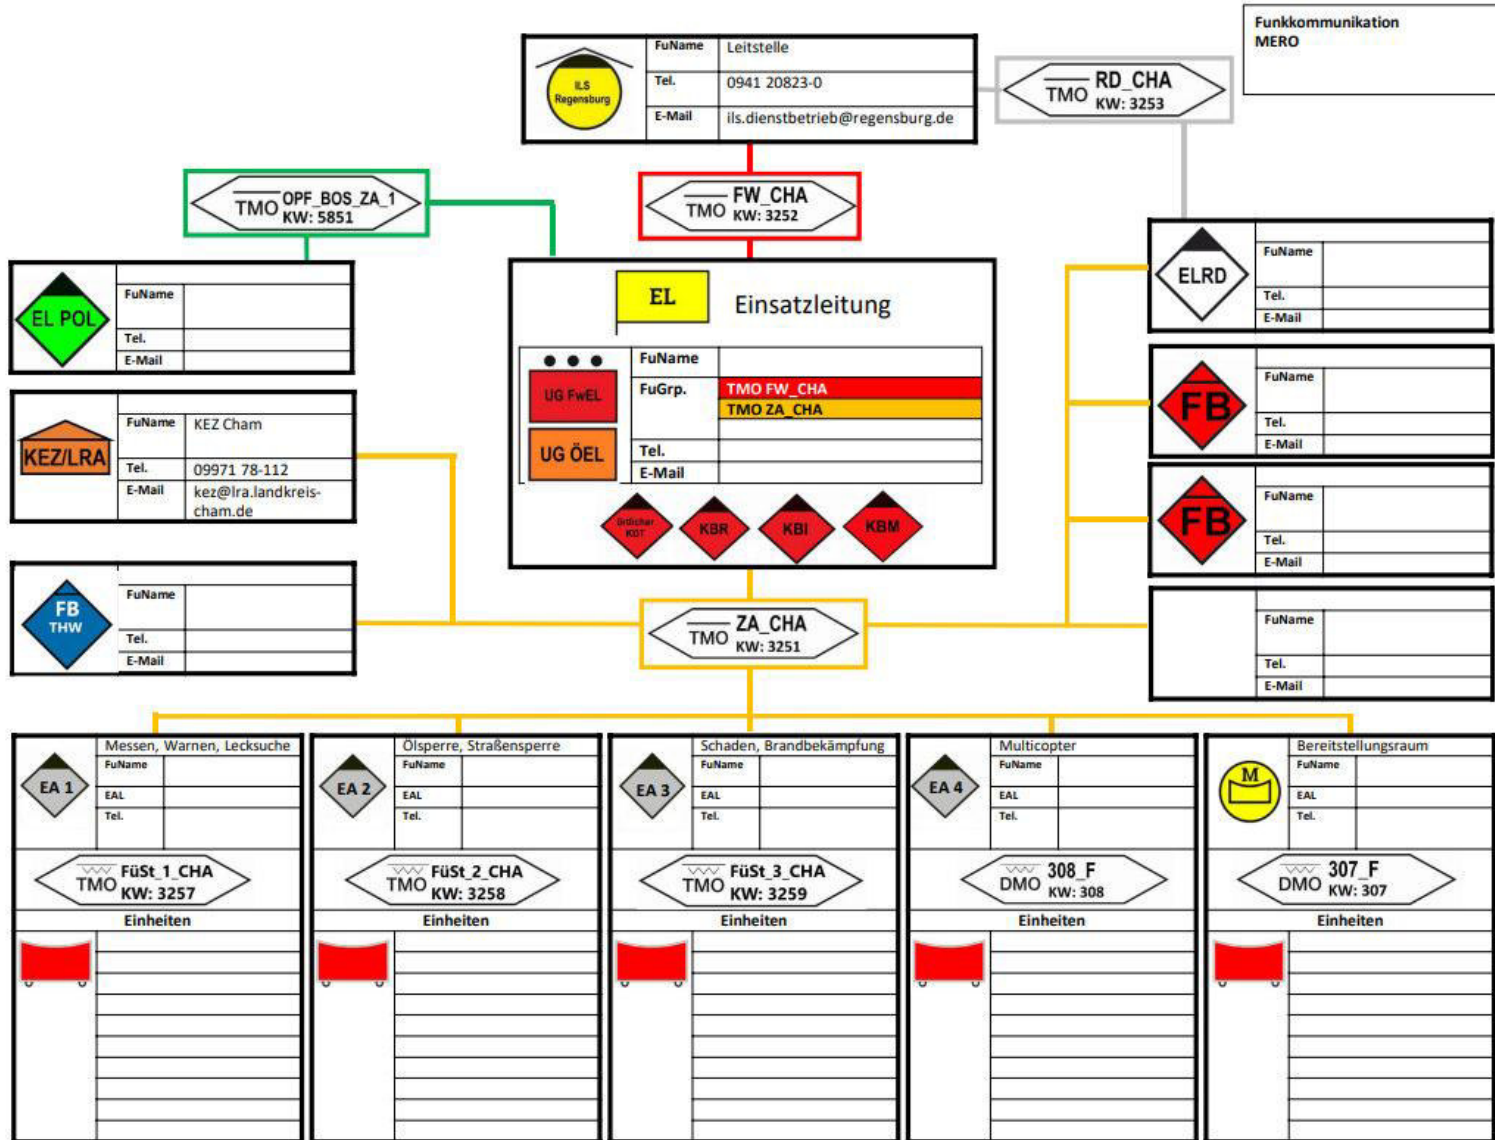 Funkkommunikation
MERO
ILS
Regensburg
FuName Leitstelle
Tel. 0941 20823-0
E-Mail ils.dienstbetrieb@regensburg.de
TMO RD_CHA
KW: 3253
TMO OPF_BOS_ZA_1
KW: 5851
TMO FW_CHA
KW: 3252
EL POL
FuName
Tel.
E-Mail
EL Einsatzleitung
UG FwEL
UG ÖEL
FuName
FuGrp. TMO FW_CHA
TMO ZA_CHA
Tel.
E-Mail
örtlicher
KDT
KBR
KBI
KBM
ELRD
FuName
Tel.
E-Mail
KEZ/LRA
FuName KEZ Cham
Tel. 09971 78-112
E-Mail kez@lra.landkreis-
cham.de
FB
FuName
Tel.
E-Mail
FB
FuName
Tel.
E-Mail
FB
THW
FuName
Tel.
E-Mail
TMO ZA_CHA
KW: 3251
FuName
Tel.
E-Mail
EA 1
Messen, Warnen, Lecksuche
FuName
EAL
Tel.
TMO FüSt_1_CHA
KW: 3257
Einheiten
EA 2
Ölsperre, Straßensperre
FuName
EAL
Tel.
TMO FüSt_2_CHA
KW: 3258
Einheiten
EA 3
Schaden, Brandbekämpfung
FuName
EAL
Tel.
TMO FüSt_3_CHA
KW: 3259
Einheiten
EA 4
Multicopter
FuName
EAL
Tel.
DMO 308_F
KW: 308
Einheiten
M
Bereitstellungsraum
FuName
EAL
Tel.
DMO 307_F
KW: 307
Einheiten